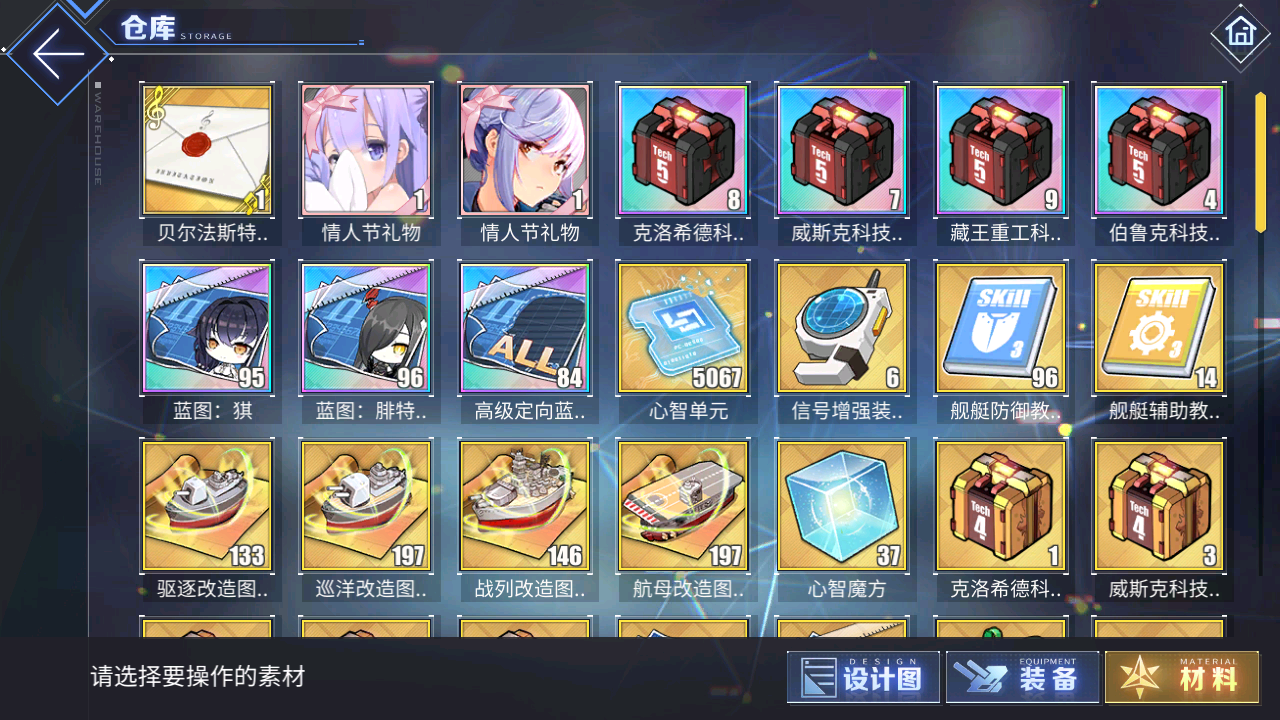 仓库 STORAGE
WAREHOUSE
1 1 1 Tech 5 8 Tech 5 7 Tech 5 9 Tech 5 4
贝尔法斯特.. 情人节礼物 情人节礼物 克洛希德科.. 威斯克科技.. 藏王重工科.. 伯鲁克科技..
95 96 ALL 84 5067 6 SKill 3 96 SKill 3 14
蓝图：猉 蓝图：腓特.. 高级定向蓝.. 心智单元 信号增强装.. 舰艇防御教.. 舰艇辅助教..
133 197 146 197 37 Tech 4 1 Tech 4 3
驱逐改造图.. 巡洋改造图.. 战列改造图.. 航母改造图.. 心智魔方 克洛希德科.. 威斯克科技..
请选择要操作的素材
DESIGN 设计图
EQUIPMENT 装备
MATERIAL 材料